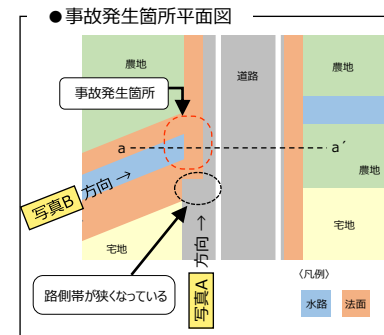 ●事故発生箇所平面図
農地
道路
農地
事故発生箇所
a
a´
写真B
方向→
農地
宅地
宅地
写真A
方向→
路側帯が狭くなっている
〈凡例〉
水路
法面